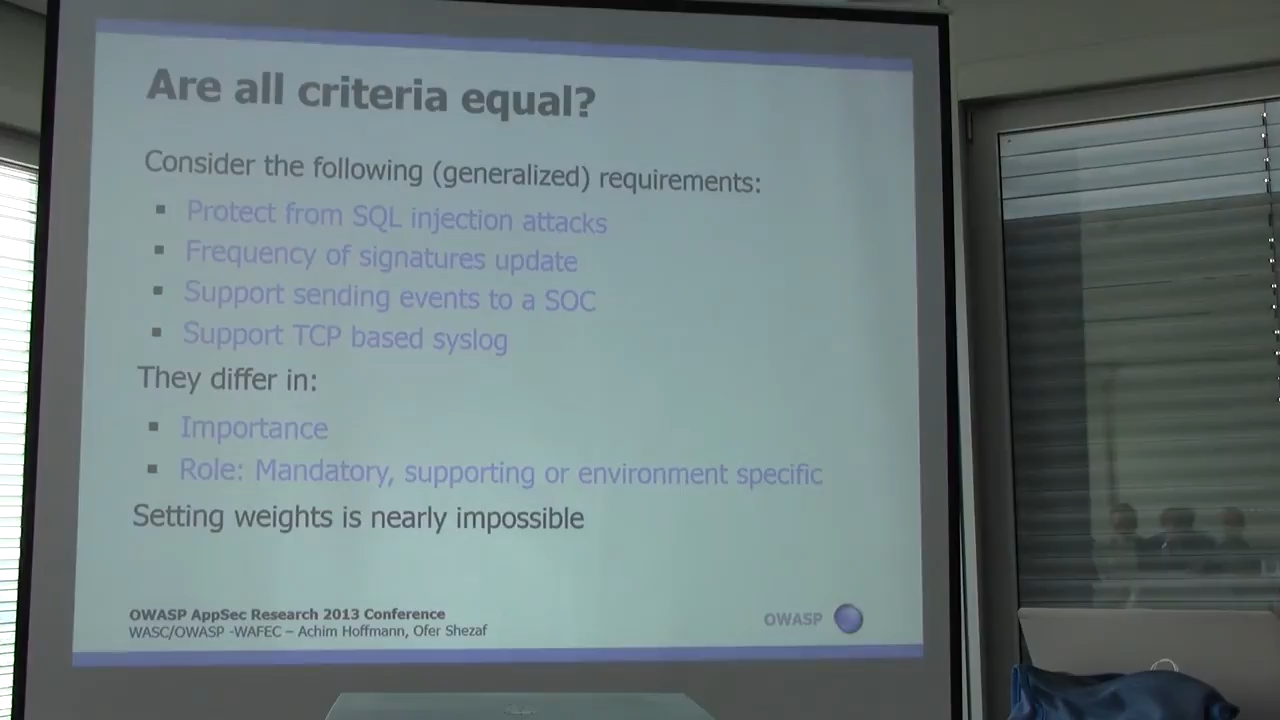 Are all criteria equal?
Consider the following (generalized) requirements:
▪ Protect from SQL injection attacks
▪ Frequency of signatures update
▪ Support sending events to a SOC
▪ Support TCP based syslog
They differ in:
▪ Importance
▪ Role: Mandatory, supporting or environment specific
Setting weights is nearly impossible
OWASP AppSec Research 2013 Conference
WASC/OWASP -WAFEC – Achim Hoffmann, Ofer Shezaf
OWASP